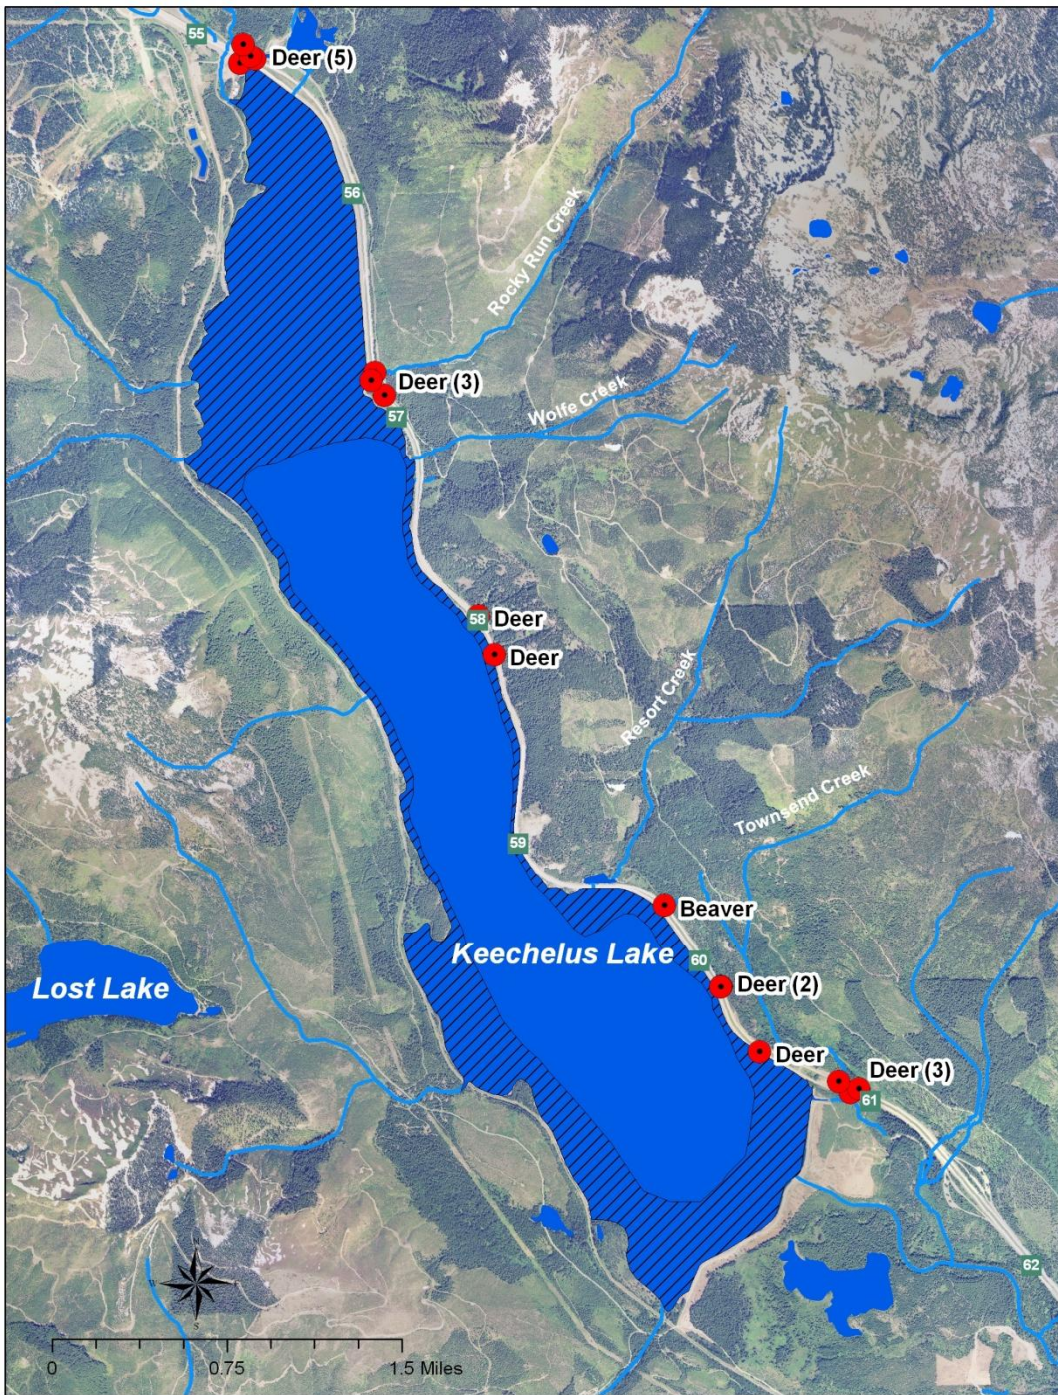 55
Deer (5)
56
Rocky Run Creek
Deer (3)
57
Wolfe Creek
58
Deer
Deer
Resort Creek
Townsend Creek
59
Beaver
Keechelus Lake
60
Lost Lake
Deer (2)
Deer
Deer (3)
61
62
N
S
0
0.75
1.5 Miles